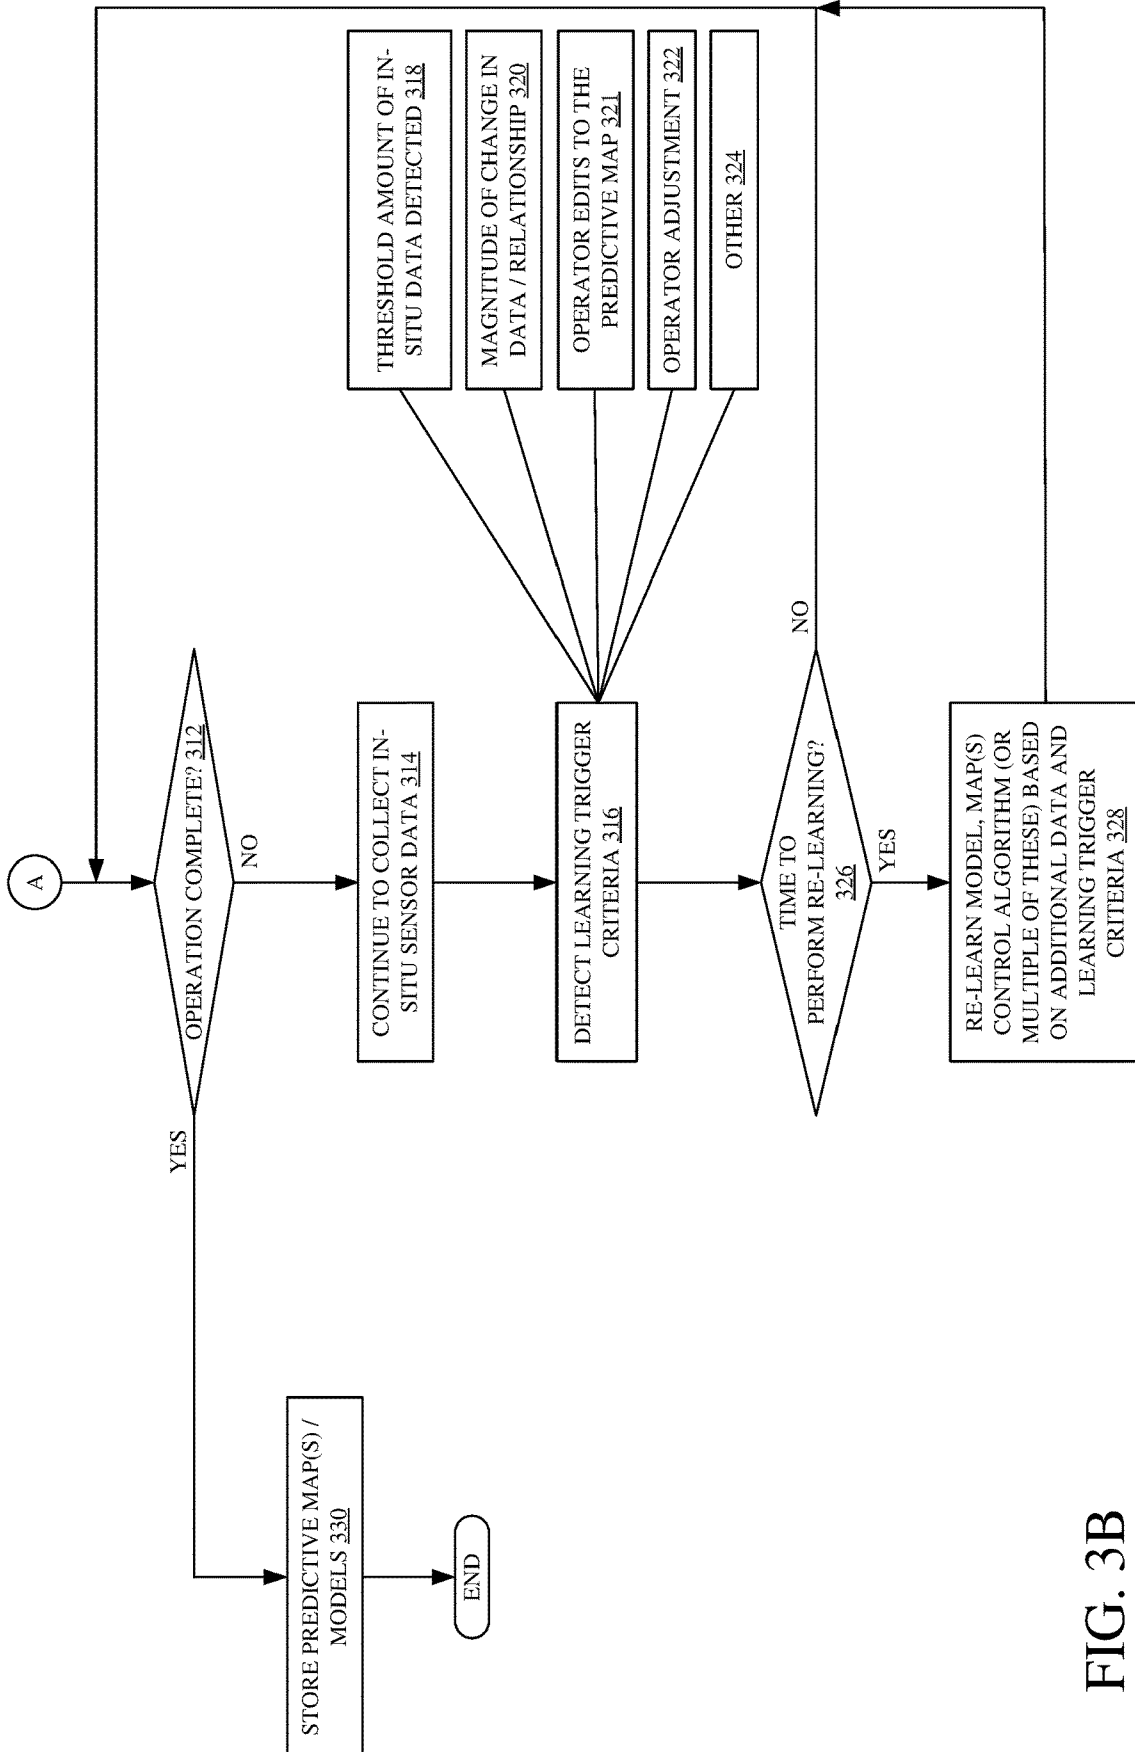 A
OPERATION COMPLETE? 312
YES
NO
CONTINUE TO COLLECT IN-
SITU SENSOR DATA 314
DETECT LEARNING TRIGGER
CRITERIA 316
THRESHOLD AMOUNT OF IN-
SITU DATA DETECTED 318
MAGNITUDE OF CHANGE IN
DATA / RELATIONSHIP 320
OPERATOR EDITS TO THE
PREDICTIVE MAP 321
OPERATOR ADJUSTMENT 322
OTHER 324
TIME TO
PERFORM RE-LEARNING?
326
NO
YES
RE-LEARN MODEL, MAP(S)
CONTROL ALGORITHM (OR
MULTIPLE OF THESE) BASED
ON ADDITIONAL DATA AND
LEARNING TRIGGER
CRITERIA 328
STORE PREDICTIVE MAP(S) /
MODELS 330
END
FIG. 3B